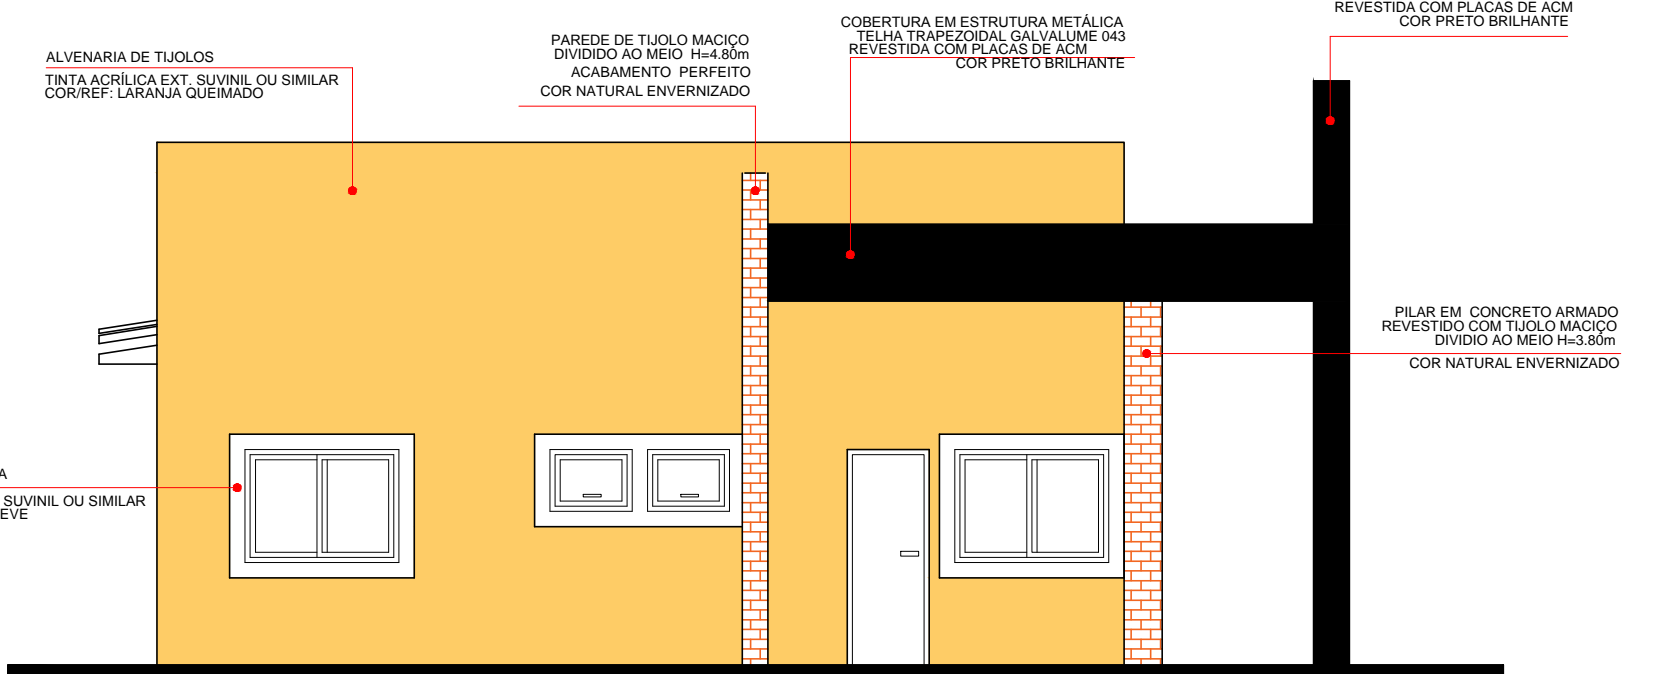 ALVENARIA DE TIJOLOS
TINTA ACRÍLICA EXT. SUVINIL OU SIMILAR
COR/REF: LARANJA QUEIMADO
PAREDE DE TIJOLO MACIÇO
DIVIDIDO AO MEIO H=4.80m
ACABAMENTO PERFEITO
COR NATURAL ENVERNIZADO
COBERTURA EM ESTRUTURA METÁLICA
TELHA TRAPEZOIDAL GALVALUME 043
REVESTIDA COM PLACAS DE ACM
COR PRETO BRILHANTE
REVESTIDA COM PLACAS DE ACM
COR PRETO BRILHANTE
PILAR EM CONCRETO ARMADO
REVESTIDO COM TIJOLO MACIÇO
DIVIDIO AO MEIO H=3.80m
COR NATURAL ENVERNIZADO
A
SUVINIL OU SIMILAR
EVE